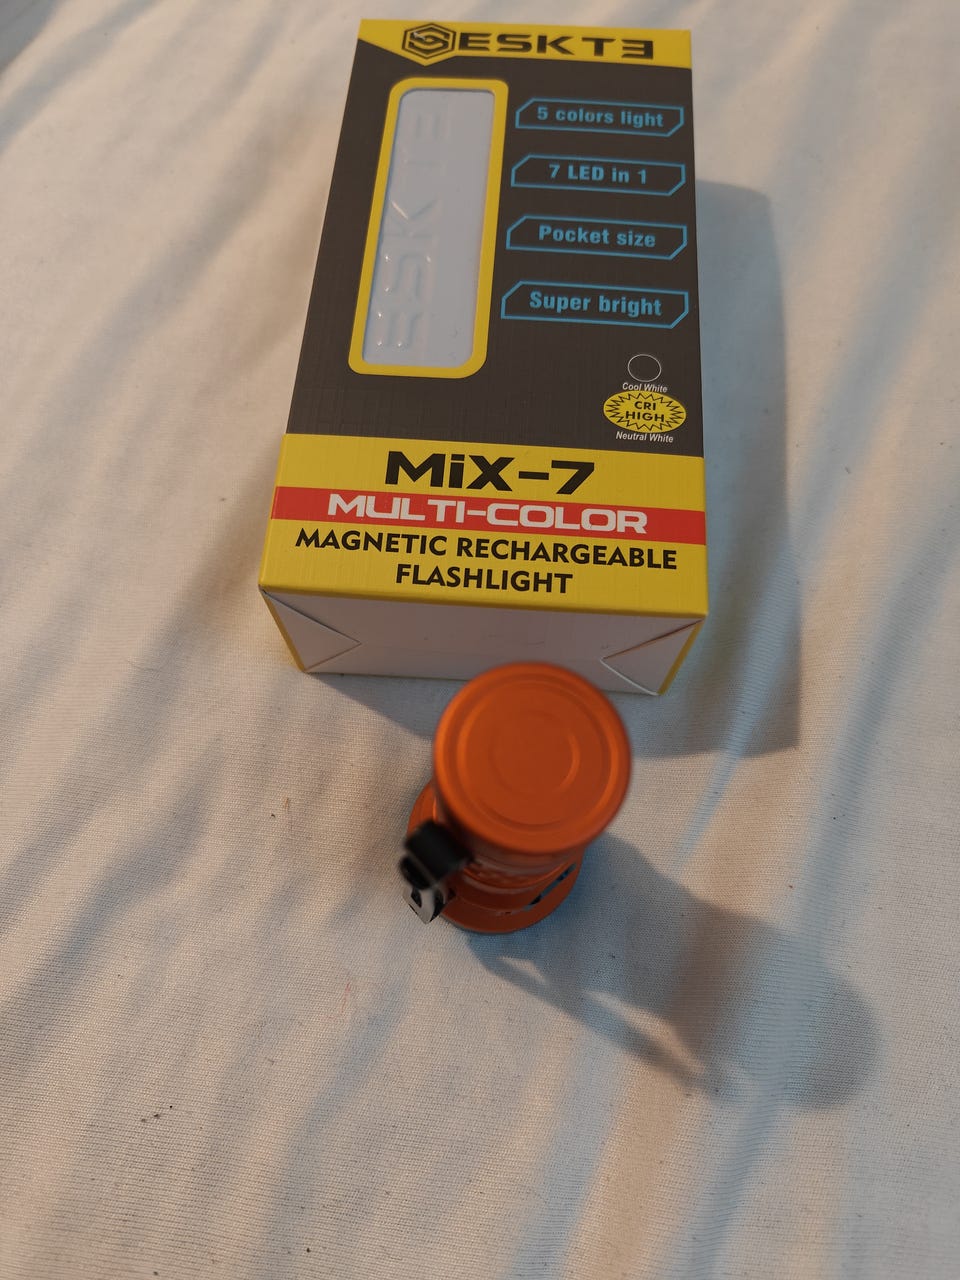 ESKTE
ESKTE
5 colors light
7 LED in 1
Pocket size
Super bright
Cool White
CRI
HIGH
Neutral White
MiX-7
MULTI-COLOR
MAGNETIC RECHARGEABLE
FLASHLIGHT